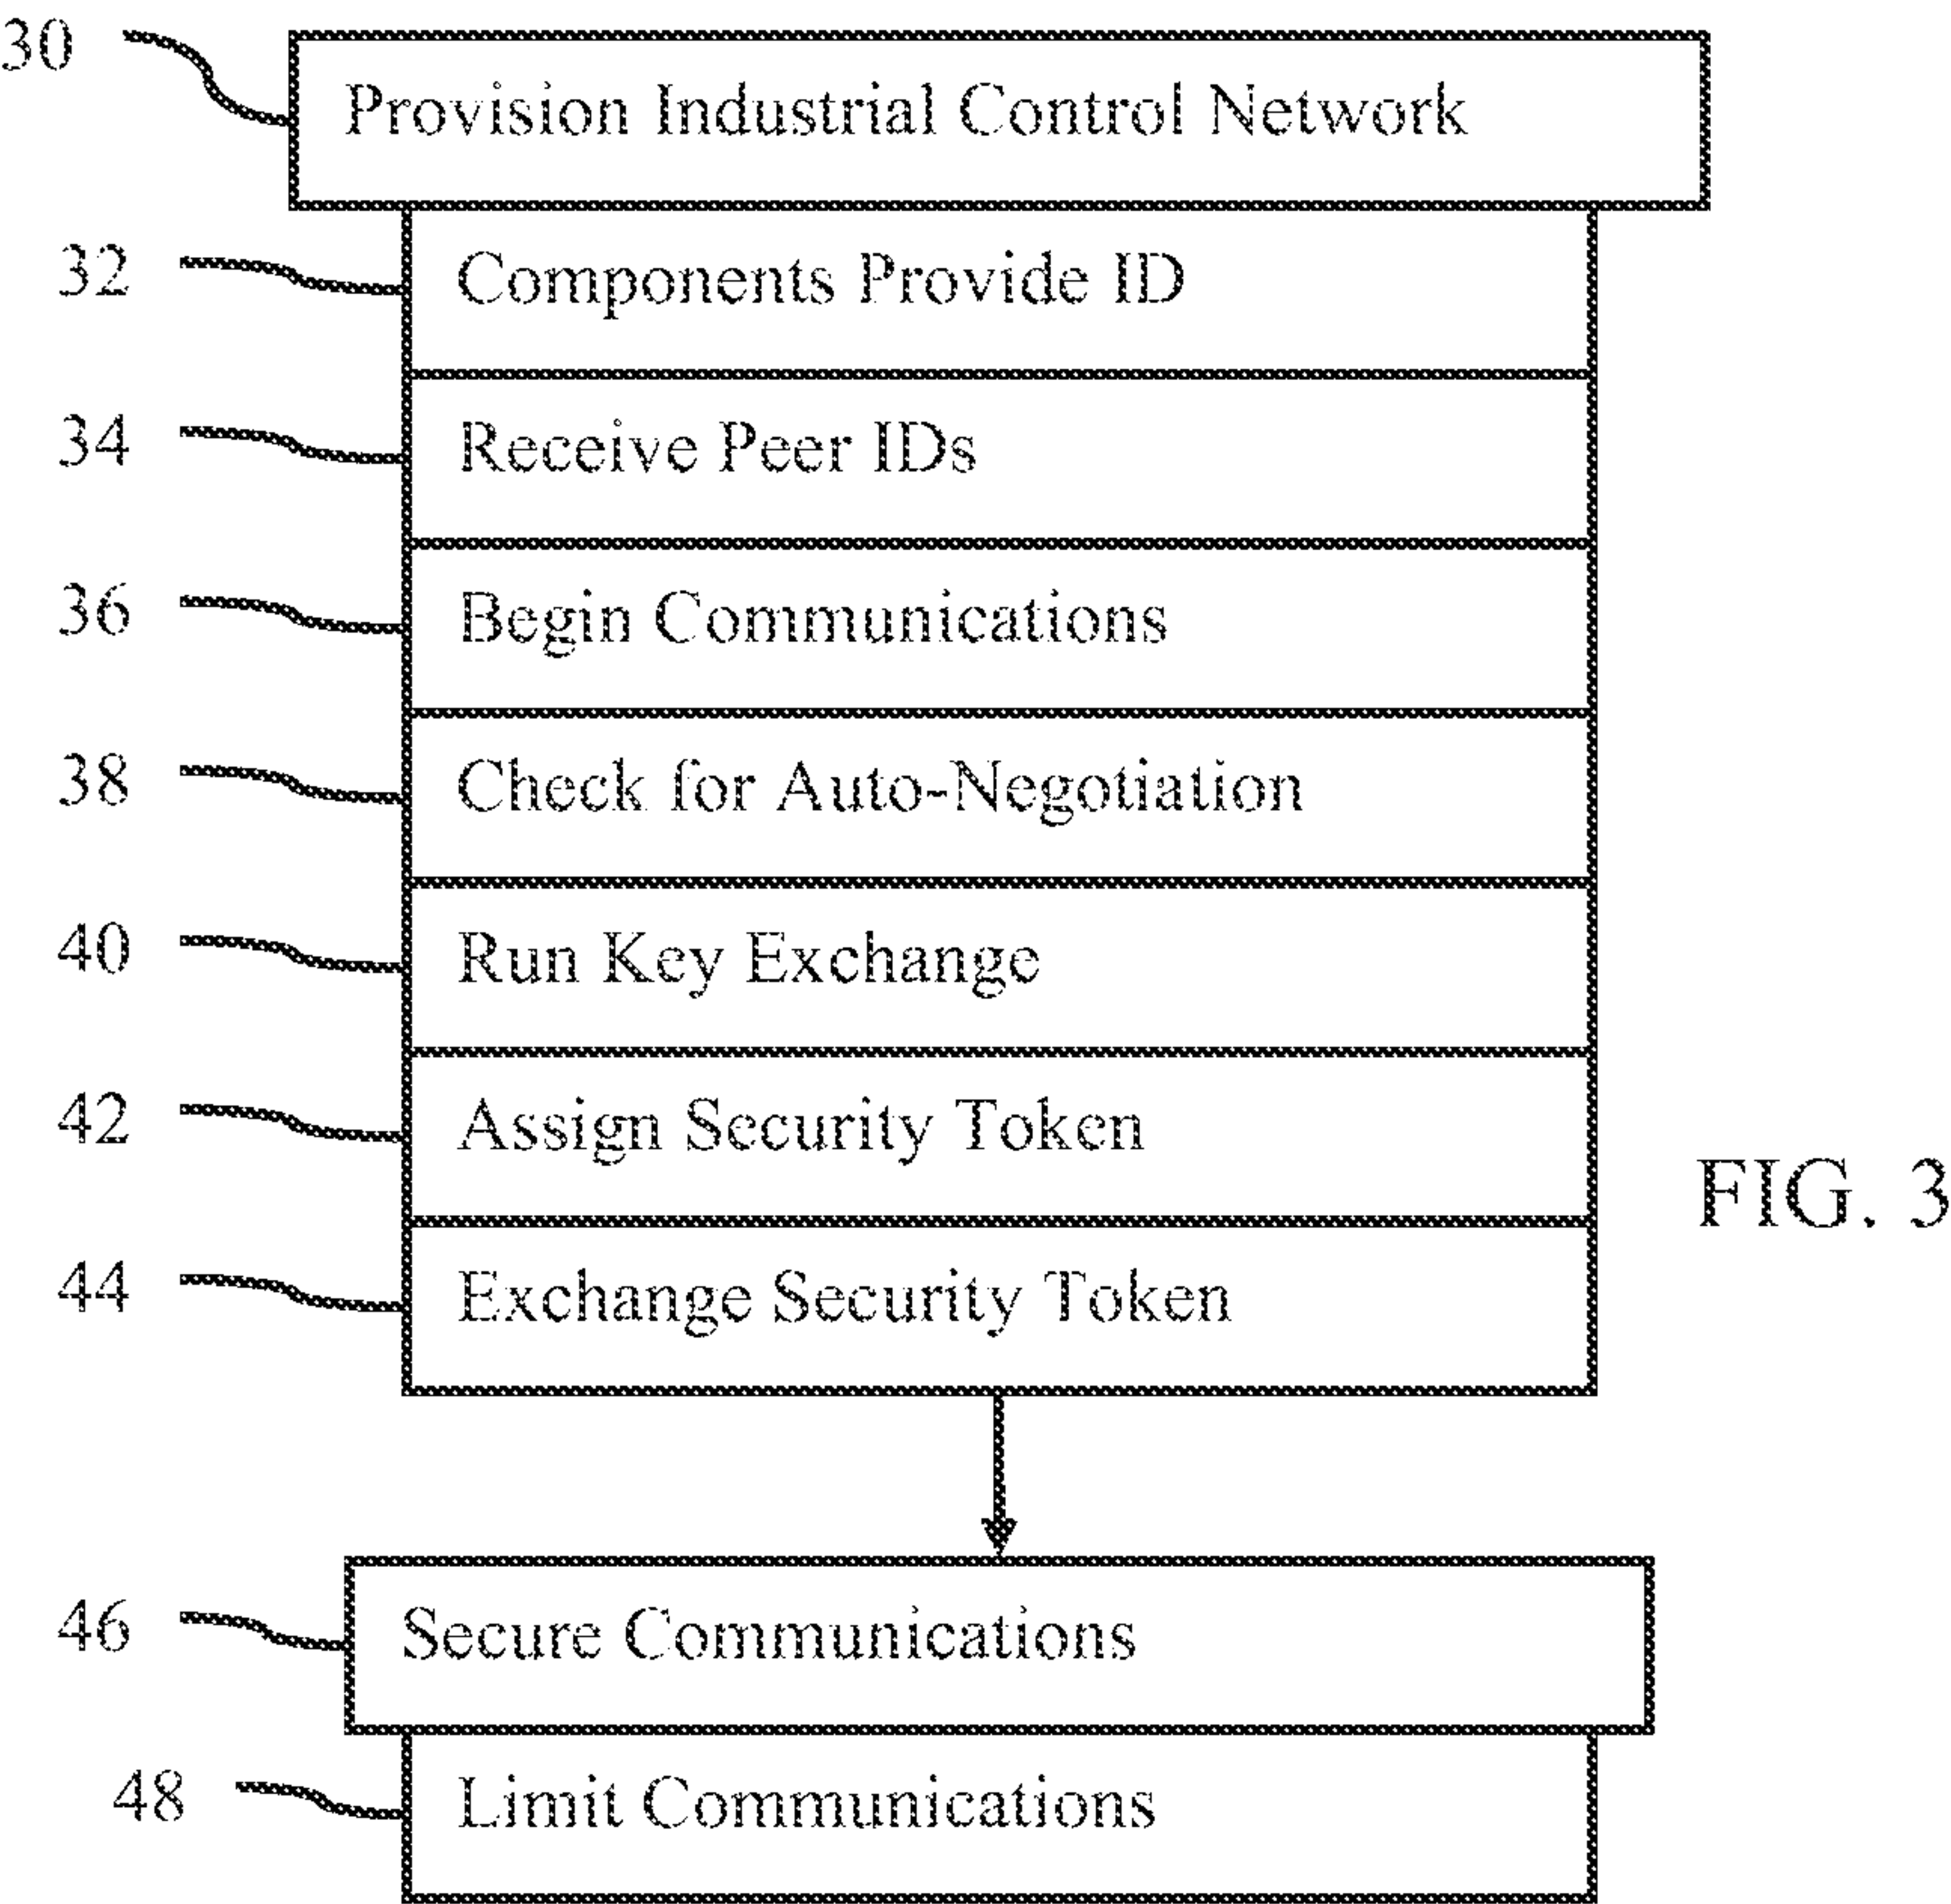 30 Provision Industrial Control Network
32 Components Provide ID
34 Receive Peer IDs
36 Begin Communications
38 Check for Auto-Negotiation
40 Run Key Exchange
42 Assign Security Token
FIG. 3
44 Exchange Security Token
46 Secure Communications
48 Limit Communications